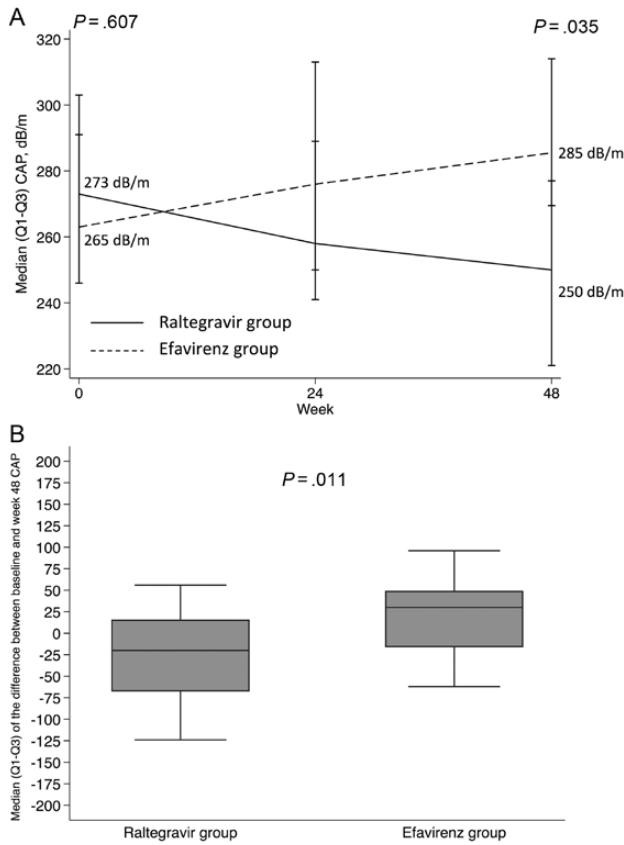 A
P = .607
P = .035
Median (Q1-Q3) CAP, dB/m
320
300
280
260
240
220
273 dB/m
265 dB/m
285 dB/m
250 dB/m
Raltegravir group
Efavirenz group
0
24
48
Week
B
P = .011
Median (Q1-Q3) of the difference between baseline and week 48 CAP
200
175
150
125
100
75
50
25
0
-25
-50
-75
-100
-125
-150
-175
-200
Raltegravir group
Efavirenz group